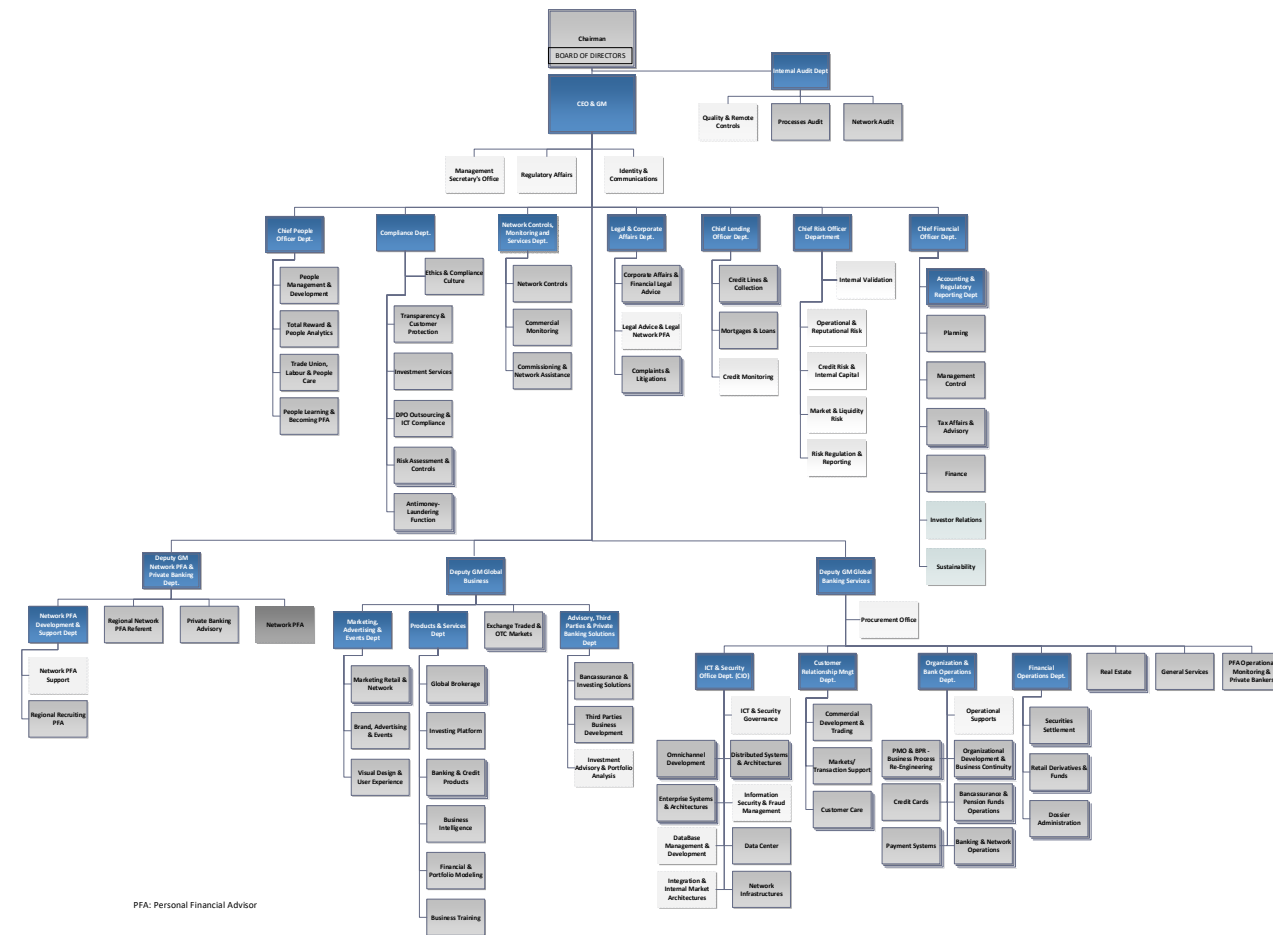 Chairman
BOARD OF DIRECTORS
Internal Audit Dept
CEO & GM
Quality & Remote
Controls
Processes Audit
Network Audit
Management
Secretary's Office
Regulatory Affairs
Identity &
Communications
Chief People
Officer Dept.
Compliance Dept.
Network Controls,
Monitoring and
Services Dept.
Legal & Corporate
Affairs Dept.
Chief Lending
Officer Dept.
Chief Risk Officer
Department
Chief Financial
Officer Dept.
People
Management &
Development
Total Reward &
People Analytics
Trade Union,
Labour & People
Care
People Learning &
Becoming PFA
Ethics & Compliance
Culture
Transparency &
Customer
Protection
Investment Services
DPO Outsourcing &
ICT Compliance
Risk Assessment &
Controls
Antimoney-
Laundering
Function
Network Controls
Commercial
Monitoring
Commissioning &
Network Assistance
Corporate Affairs &
Financial Legal
Advice
Legal Advice & Legal
Network PFA
Complaints &
Litigations
Credit Lines &
Collection
Mortgages & Loans
Credit Monitoring
Internal Validation
Operational &
Reputational Risk
Credit Risk &
Internal Capital
Market & Liquidity
Risk
Risk Regulation &
Reporting
Accounting &
Regulatory
Reporting Dept
Planning
Management
Control
Tax Affairs &
Advisory
Finance
Investor Relations
Sustainability
Deputy GM
Network PFA &
Private Banking
Dept.
Deputy GM Global
Business
Deputy GM Global
Banking Services
Network PFA
Development &
Support Dept
Regional Network
PFA Referent
Private Banking
Advisory
Network PFA
Network PFA
Support
Regional Recruiting
PFA
Marketing,
Advertising &
Events Dept
Products & Services
Dept
Exchange Traded &
OTC Markets
Advisory, Third
Parties & Private
Banking Solutions
Dept
Marketing Retail &
Network
Brand, Advertising
& Events
Visual Design &
User Experience
Global Brokerage
Investing Platform
Banking & Credit
Products
Business
Intelligence
Financial &
Portfolio Modeling
Business Training
Bancassurance &
Investing Solutions
Third Parties
Business
Development
Investment
Advisory & Portfolio
Analysis
Procurement Office
ICT & Security
Office Dept. (CIO)
Customer
Relationship Mngt
Dept.
Organization &
Bank Operations
Dept.
Financial
Operations Dept.
Real Estate
General Services
PFA Operational
Monitoring &
Private Bankers
ICT & Security
Governance
Omnichannel
Development
Distributed Systems
& Architectures
Enterprise Systems
& Architectures
Information
Security & Fraud
Management
DataBase
Management &
Development
Data Center
Integration &
Internal Market
Architectures
Network
Infrastructures
Commercial
Development &
Trading
Markets/
Transaction Support
Customer Care
Operational
Supports
PMO & BPR -
Business Process
Re-Engineering
Organizational
Development &
Business Continuity
Credit Cards
Bancassurance &
Pension Funds
Operations
Payment Systems
Banking & Network
Operations
Securities
Settlement
Retail Derivatives &
Funds
Dossier
Administration
PFA: Personal Financial Advisor